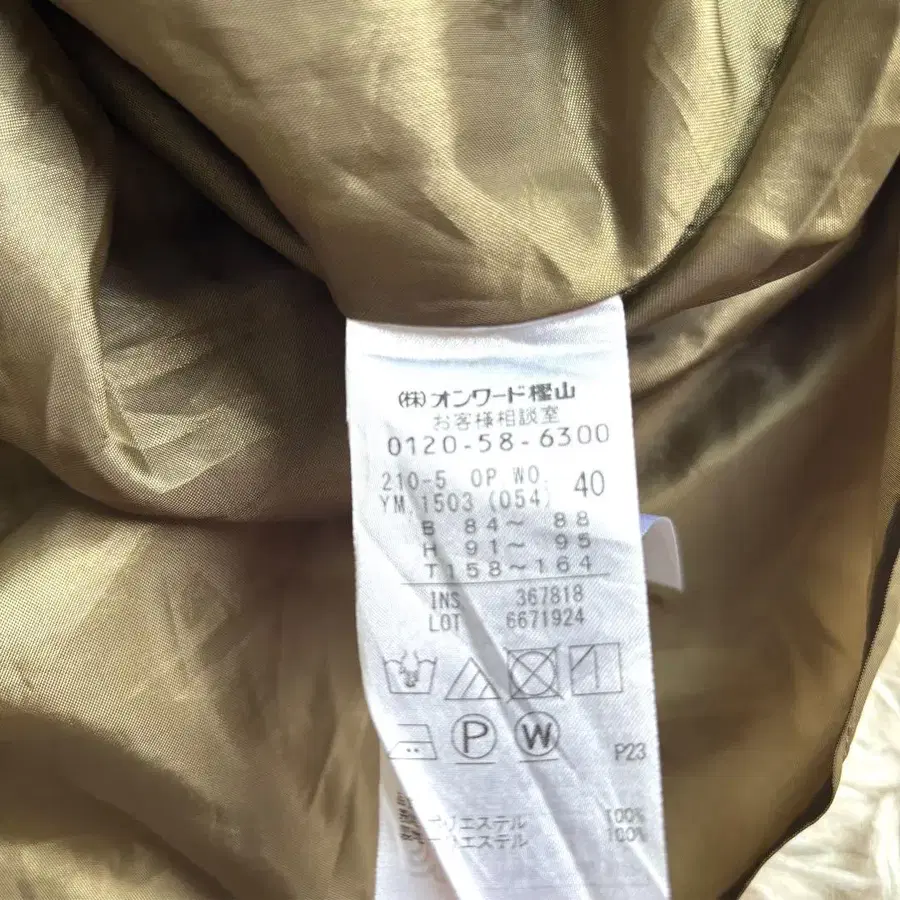 (株)オンワード樫山
お客様相談室
0120-58-6300
210-5 OP WO. 40
YM 1503 (054)
B 84～ 88
H 91～ 95
T158～164
INS 367818
LOT 6671924
P W
P23
ポリエステル 100%
ポリエステル 100%